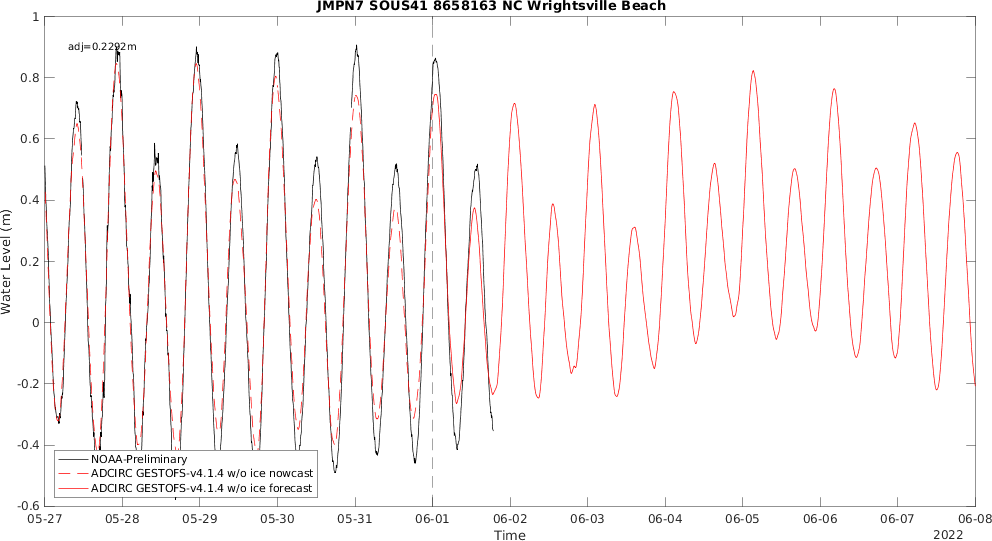 JMPN7 SOUS41 8658163 NC Wrightsville Beach
adj=0.2292m
1
0.8
0.6
0.4
0.2
0
-0.2
-0.4
-0.6
Water Level (m)
NOAA-Preliminary
ADCIRC GESTOFS-v4.1.4 w/o ice nowcast
ADCIRC GESTOFS-v4.1.4 w/o ice forecast
05-27 05-28 05-29 05-30 05-31 06-01 06-02 06-03 06-04 06-05 06-06 06-07 06-08
Time
2022